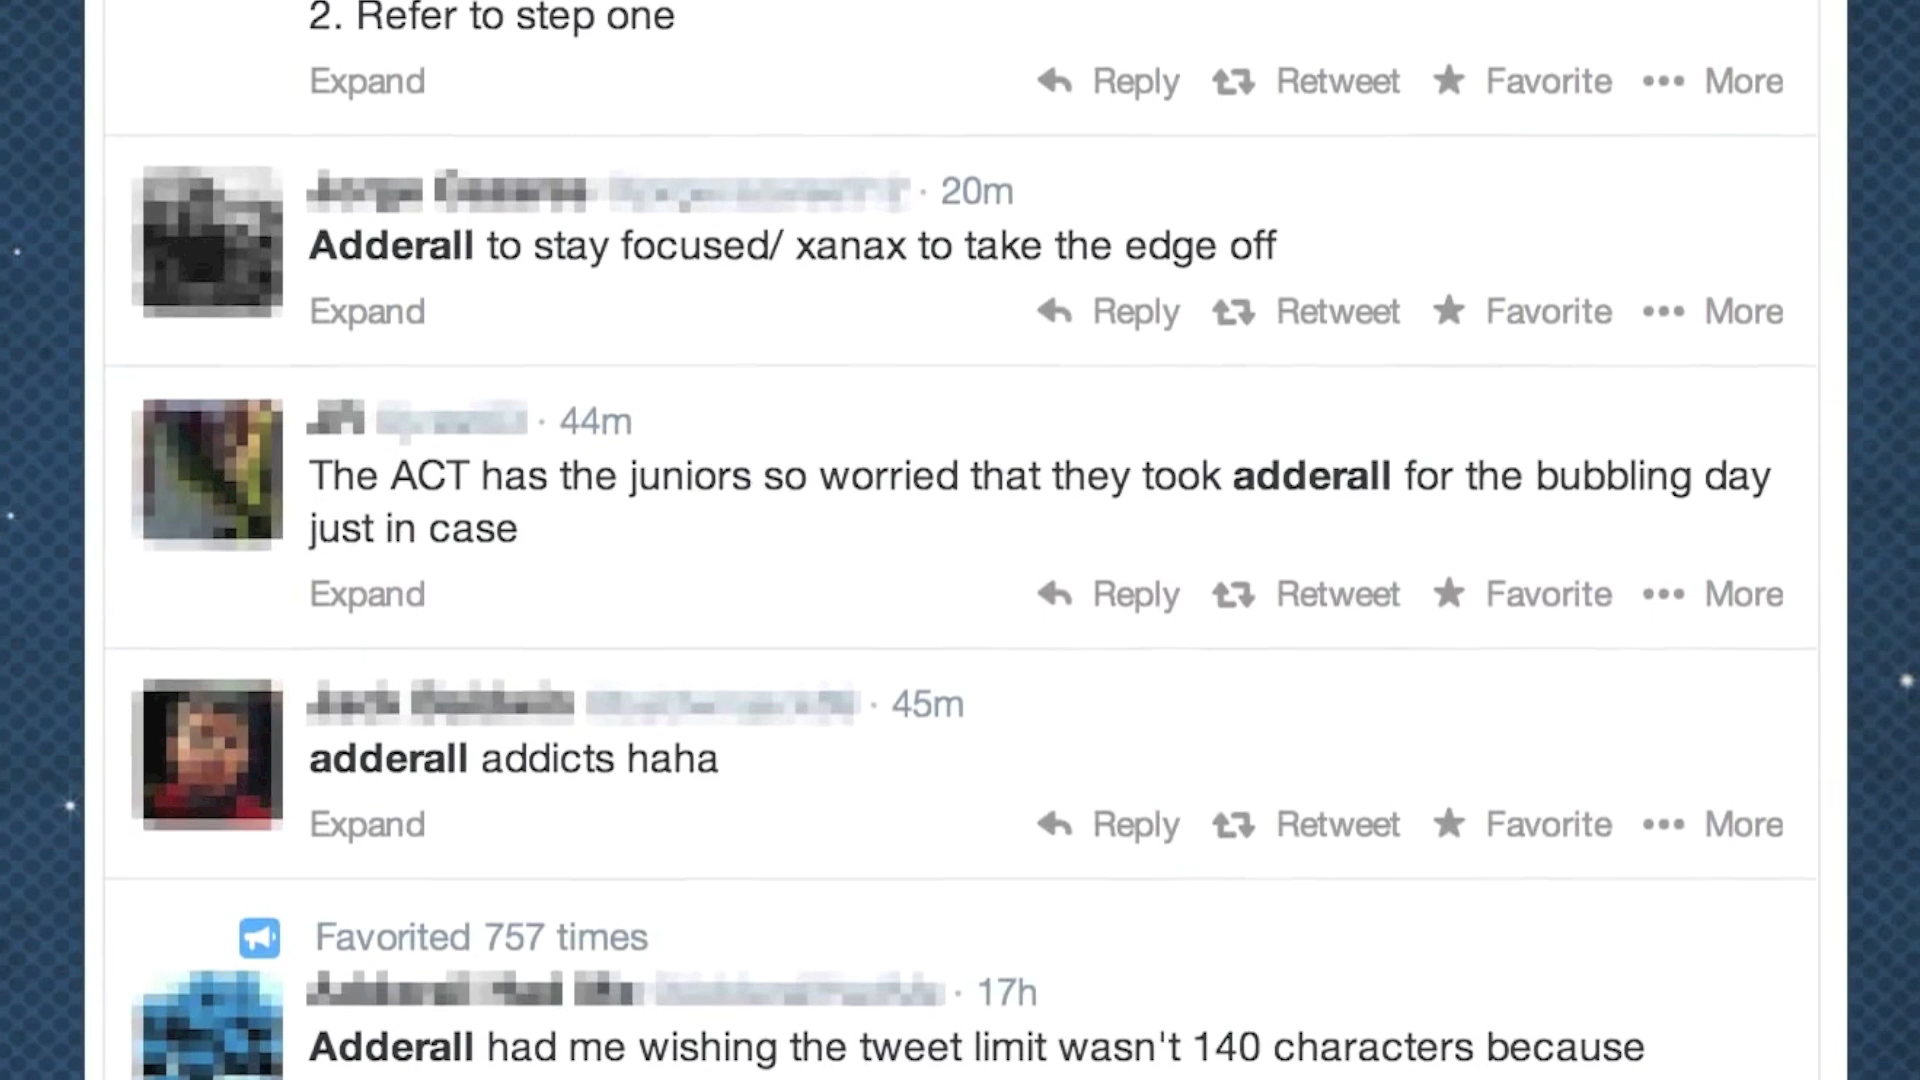 2. Refer to step one
Expand Reply Retweet Favorite More
20m
Adderall to stay focused/ xanax to take the edge off
Expand Reply Retweet Favorite More
44m
The ACT has the juniors so worried that they took adderall for the bubbling day
just in case
Expand Reply Retweet Favorite More
45m
adderall addicts haha
Expand Reply Retweet Favorite More
Favorited 757 times
17h
Adderall had me wishing the tweet limit wasn't 140 characters because